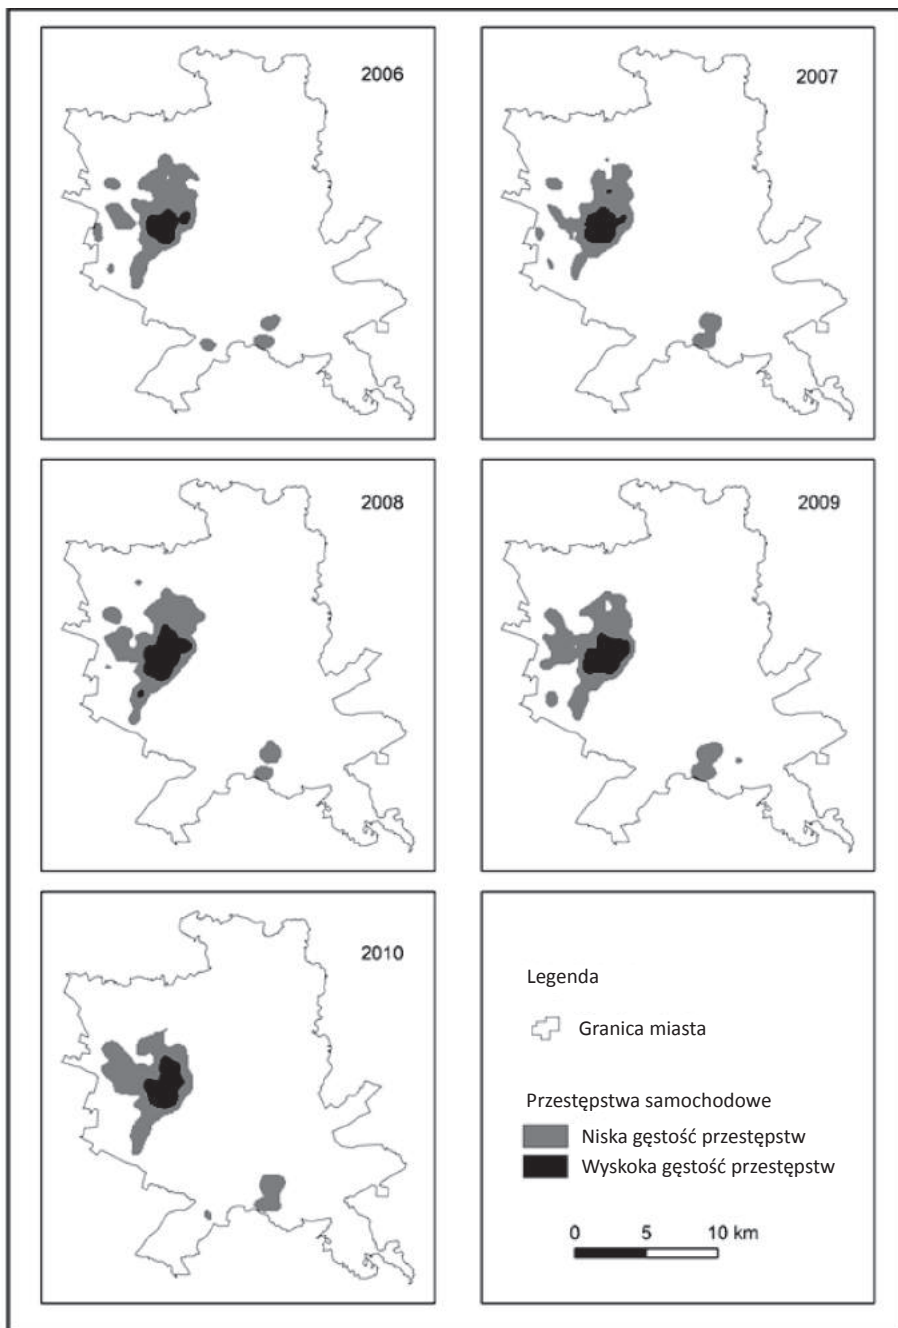 2006
2007
2008
2009
2010
Legenda
Granica miasta
Przestępstwa samochodowe
Niska gęstość przestępstw
Wyskoka gęstość przestępstw
0 5 10 km